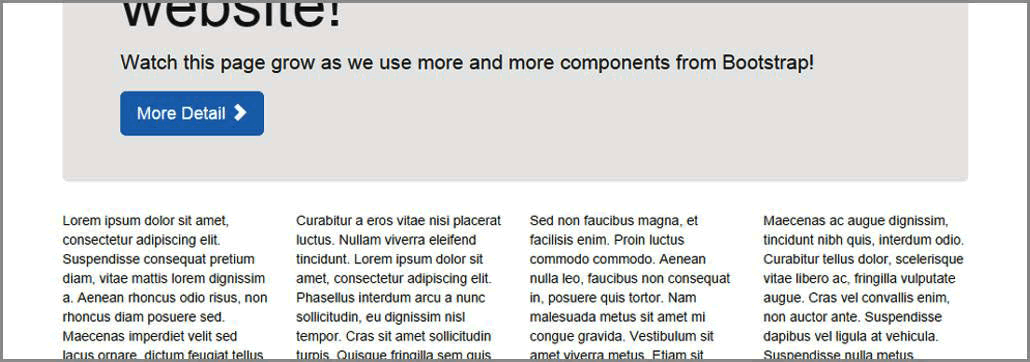 website!
Watch this page grow as we use more and more components from Bootstrap!
More Detail
Lorem ipsum dolor sit amet,
consectetur adipiscing elit.
Suspendisse consequat pretium
diam, vitae mattis lorem dignissim
a. Aenean rhoncus odio risus, non
rhoncus diam posuere sed.
Maecenas imperdiet velit sed
lacus ornare, dictum feugiat tellus
Curabitur a eros vitae nisi placerat
luctus. Nullam viverra eleifend
tincidunt. Lorem ipsum dolor sit
amet, consectetur adipiscing elit.
Phasellus interdum arcu a nunc
sollicitudin, eu dignissim nisl
tempor. Cras sit amet sollicitudin
turpis. Quisque fringilla sem quis
Sed non faucibus magna, et
facilisis enim. Proin luctus
commodo commodo. Aenean
nulla leo, faucibus non consequat
in, posuere quis tortor. Nam
malesuada metus sit amet mi
congue gravida. Vestibulum sit
amet viverra metus. Etiam sit
Maecenas ac augue dignissim,
tincidunt nibh quis, interdum odio.
Curabitur tellus dolor, scelerisque
vitae libero ac, fringilla vulputate
augue. Cras vel convallis enim,
non auctor ante. Suspendisse
dapibus vel ligula at vehicula.
Suspendisse nulla metus